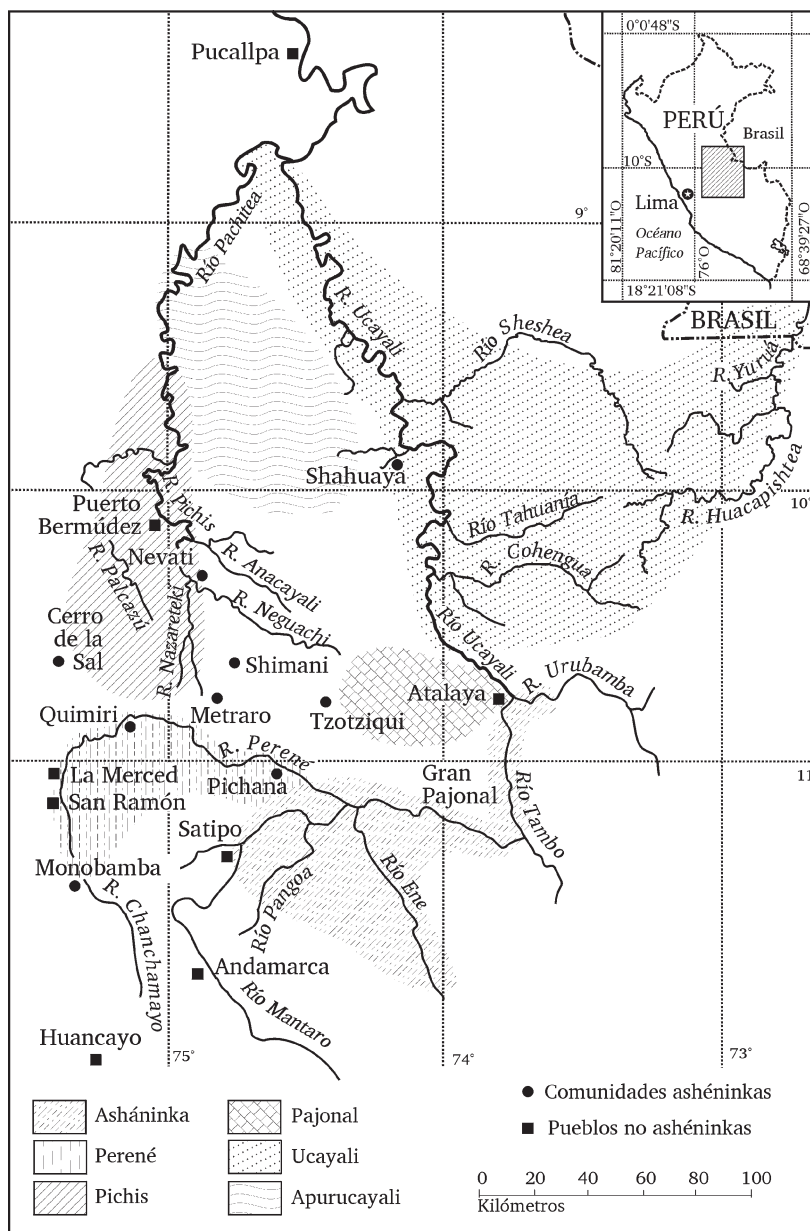 Pucallpa
0°0'48"S
PERÚ
Brasil
10°S
Lima
Océano
Pacífico
81°20'11"O
76°O
68°39'27"O
18°21'08"S
9°
Río Pachitea
R. Ucayali
BRASIL
Río Sheshea
R. Yuruá
Shahuaya
R. Pichis
Puerto
Bermúdez
10°
R. Huacapishtea
Río Tahuanía
Nevati
R. Anacayali
R. Cohengua
R. Palcazú
R. Neguachi
Cerro
de la
Sal
R. Nazareteki
Shimani
Río Ucayali
R. Urubamba
Atalaya
Metraro
Tzotziqui
Quimiri
R. Perené
La Merced
Pichana
Gran
Pajonal
11
San Ramón
Río Tambo
Satipo
Monobamba
R. Chanchamayo
Río Pangoa
Río Ene
Andamarca
Río Mantaro
Huancayo
75°
74°
73°
Asháninka
Pajonal
Comunidades ashéninkas
Perené
Ucayali
Pueblos no ashéninkas
Pichis
Apurucayali
0 20 40 60 80 100
Kilómetros